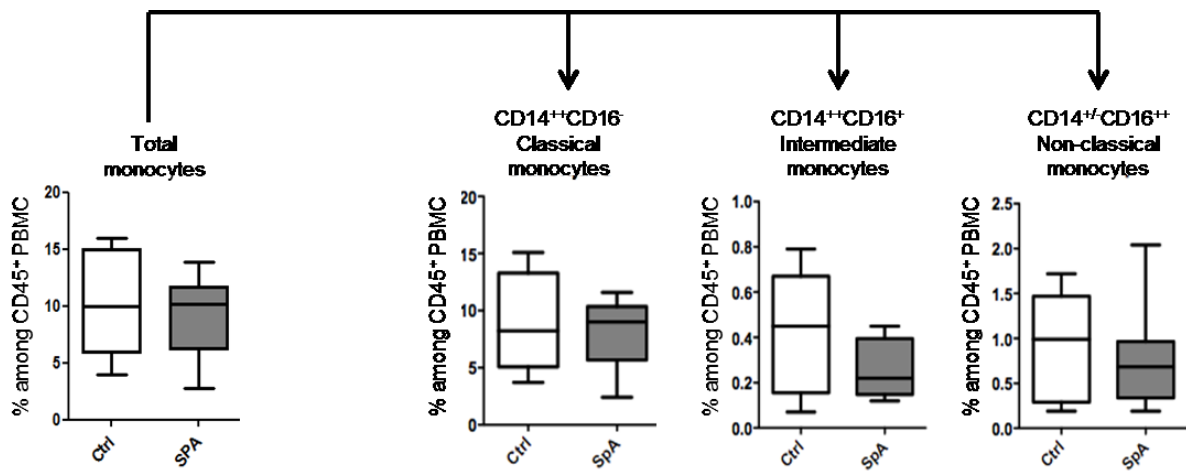 Total
monocytes
CD14⁺⁺CD16⁻
Classical
monocytes
CD14⁺⁺CD16⁺
Intermediate
monocytes
CD14⁺/⁻CD16⁺⁺
Non-classical
monocytes
% among CD45⁺ PBMC
20
15
10
5
0
Ctrl
SPA
% among CD45⁺ PBMC
20
15
10
5
0
Ctrl
SpA
% among CD45⁺ PBMC
1.0
0.8
0.6
0.4
0.2
0.0
Ctrl
SpA
% among CD45⁺ PBMC
2.5
2.0
1.5
1.0
0.5
0.0
Ctrl
SpA